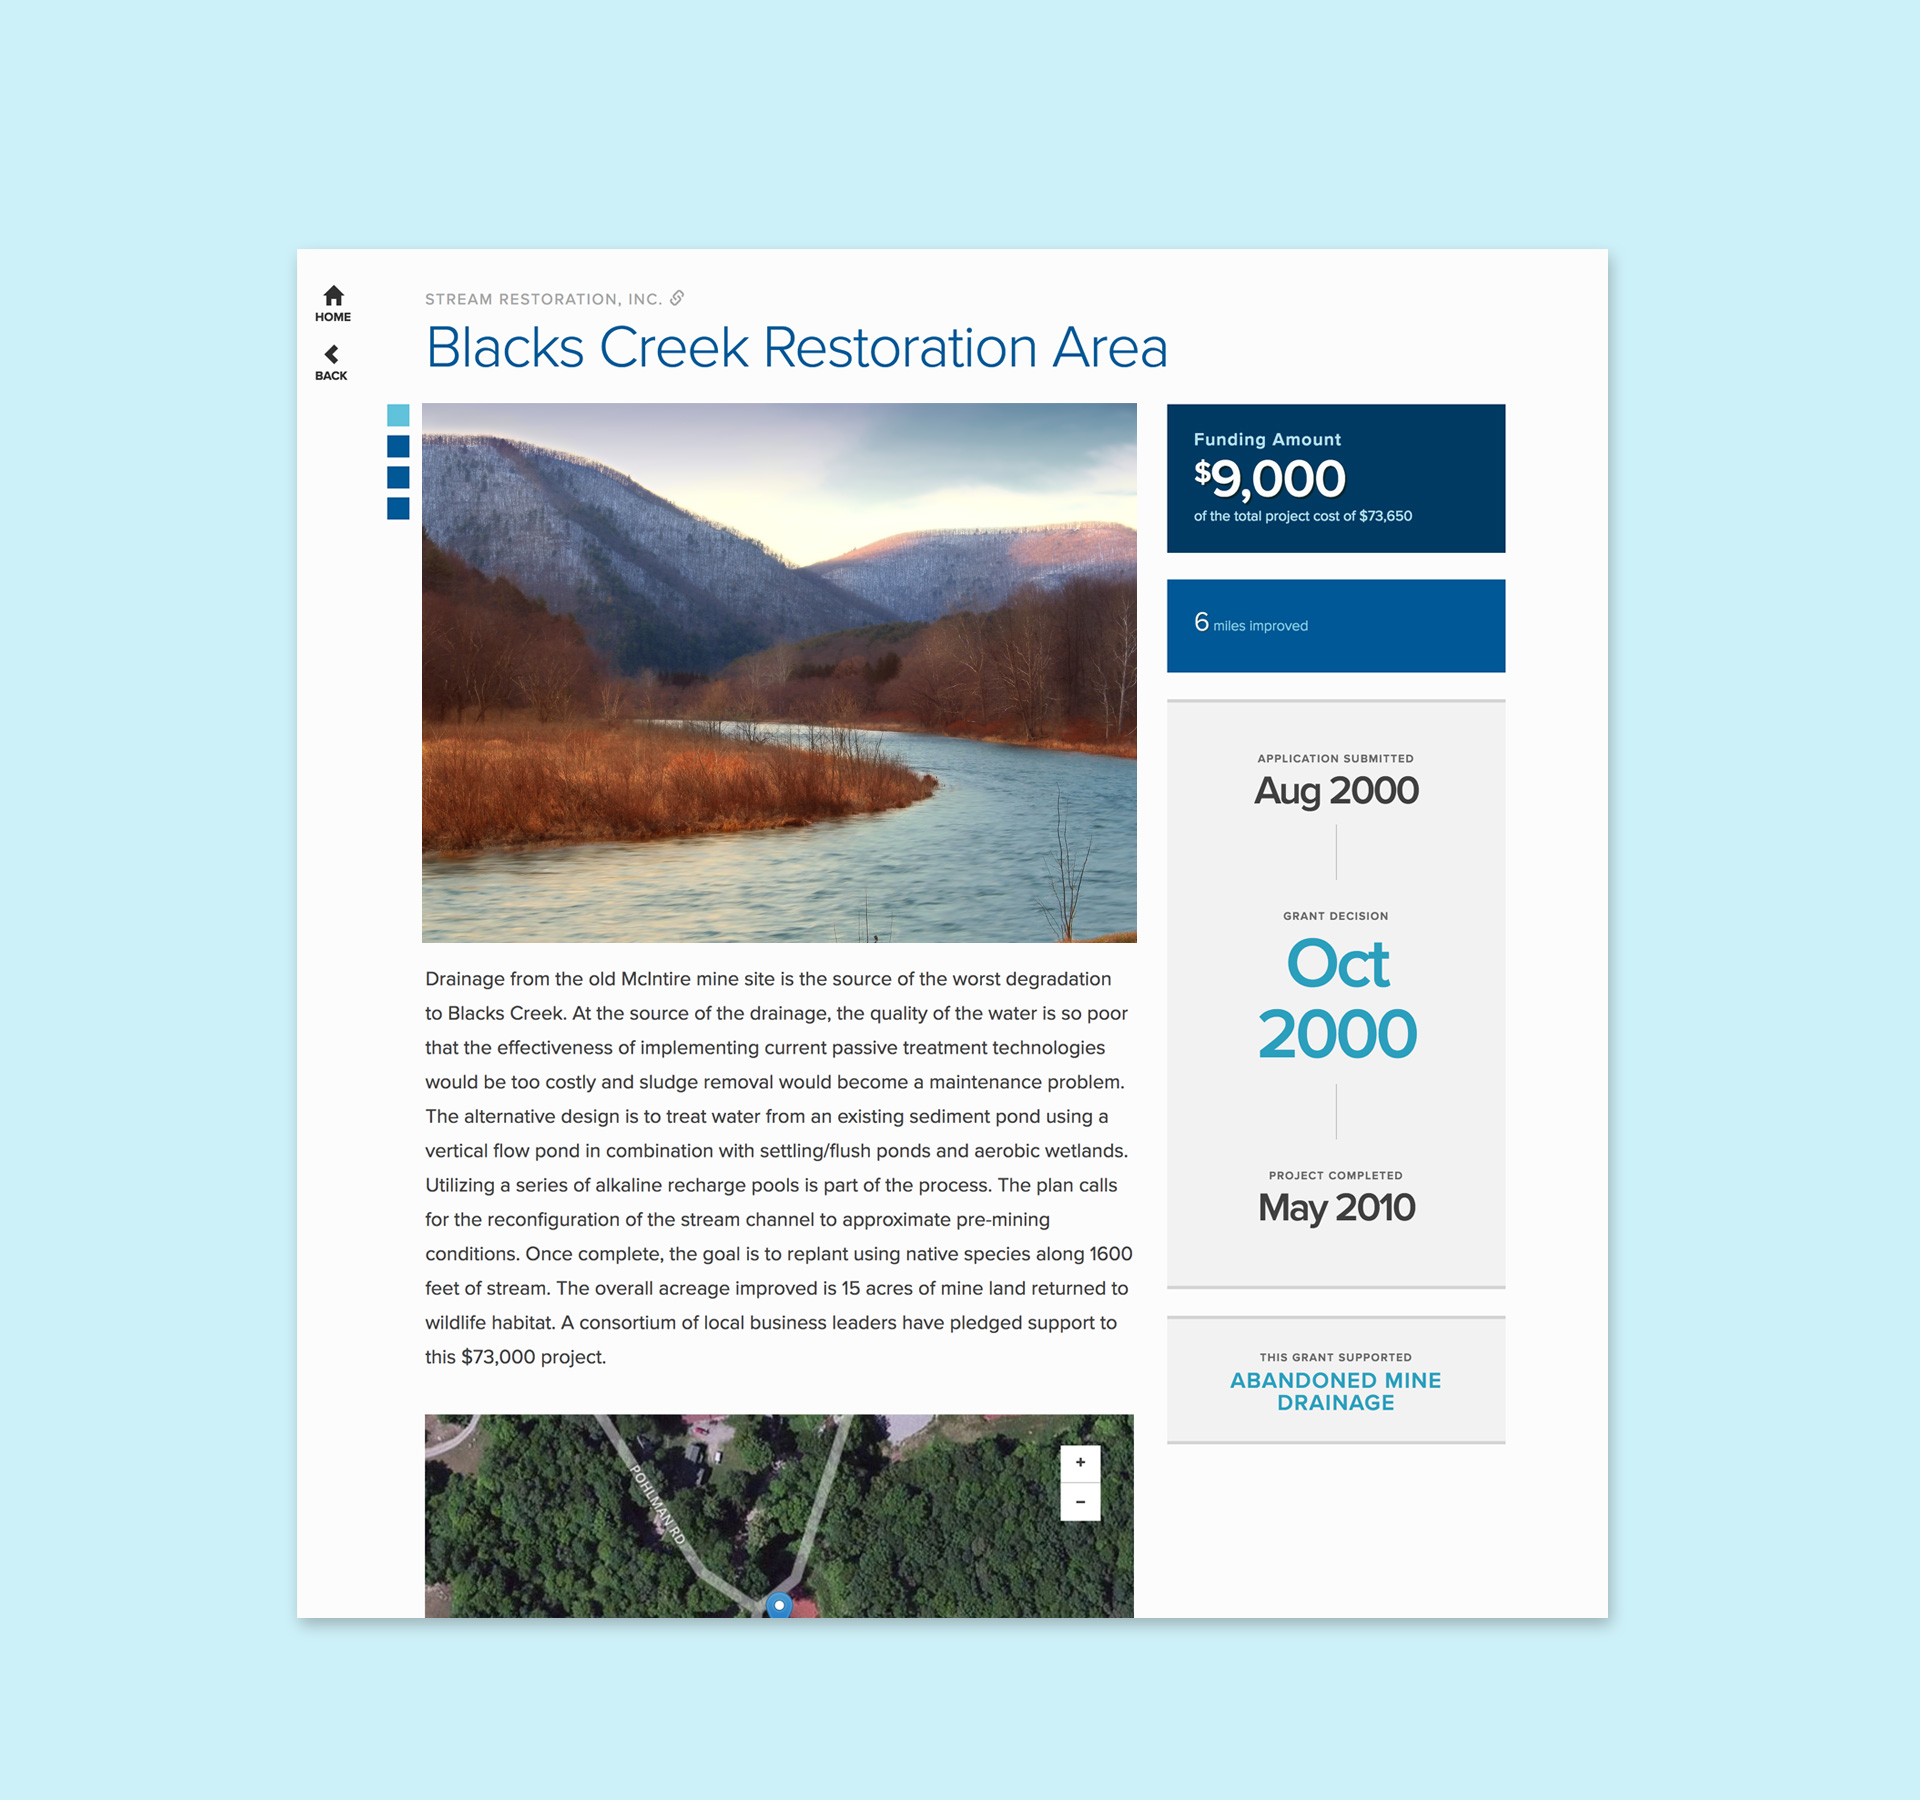 HOME
BACK
STREAM RESTORATION, INC.
Blacks Creek Restoration Area
Drainage from the old McIntire mine site is the source of the worst degradation
to Blacks Creek. At the source of the drainage, the quality of the water is so poor
that the effectiveness of implementing current passive treatment technologies
would be too costly and sludge removal would become a maintenance problem.
The alternative design is to treat water from an existing sediment pond using a
vertical flow pond in combination with settling/flush ponds and aerobic wetlands.
Utilizing a series of alkaline recharge pools is part of the process. The plan calls
for the reconfiguration of the stream channel to approximate pre-mining
conditions. Once complete, the goal is to replant using native species along 1600
feet of stream. The overall acreage improved is 15 acres of mine land returned to
wildlife habitat. A consortium of local business leaders have pledged support to
this $73,000 project.
POHLMAN RD
+
−
Funding Amount
$9,000
of the total project cost of $73,650
6 miles improved
APPLICATION SUBMITTED
Aug 2000
GRANT DECISION
Oct
2000
PROJECT COMPLETED
May 2010
THIS GRANT SUPPORTED
ABANDONED MINE
DRAINAGE